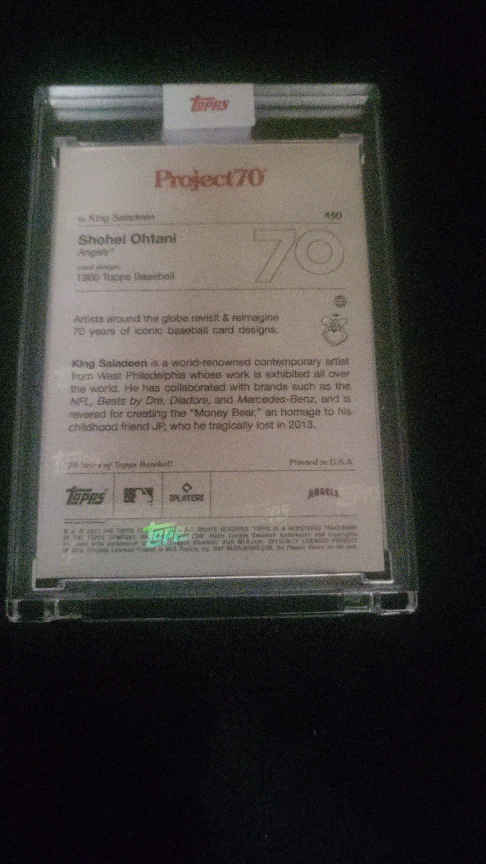 TOPPS
Project70
by King Saladeen 450
Shohei Ohtani
Angels™
70
card design:
Topps Baseball
Artists around the globe revisit & reimagine
70 years of iconic baseball card designs.
King Saladeen is a world-renowned contemporary artist
from West Philadelphia whose work is exhibited all over
the world. He has collaborated with brands such as the
NFL, Beats by Dre, Diadora, and Mercedes-Benz, and is
revered for creating the "Money Bear," an homage to his
childhood friend JP, who he tragically lost in 2013.
70 Years of Topps Baseball! Printed in U.S.A.
TOPPS PLAYERS ANGELS
TOPPS